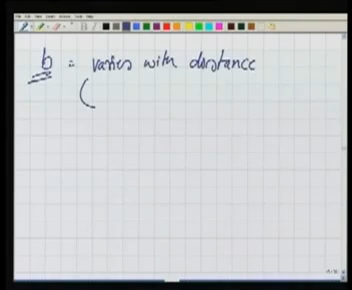 b = varies with distance
(